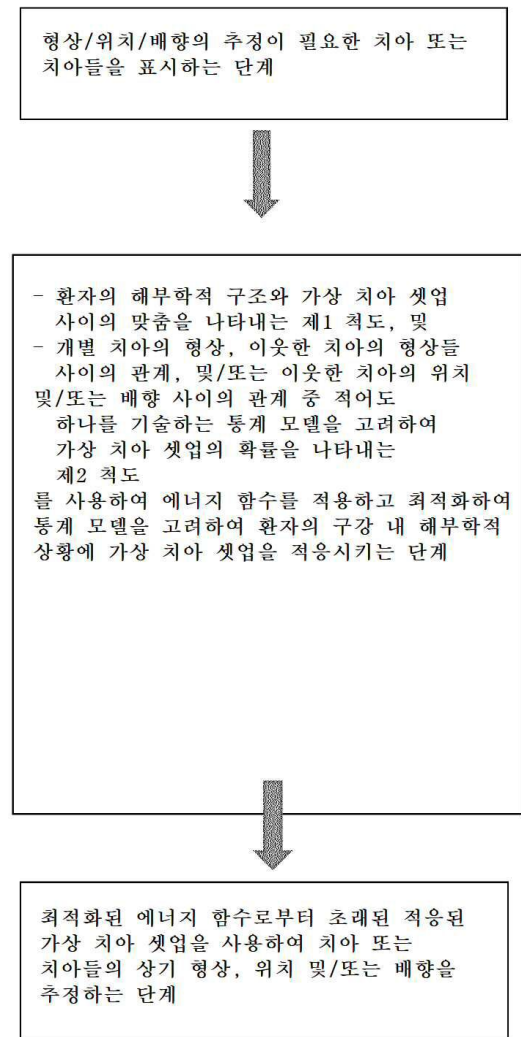 형상/위치/배향의 추정이 필요한 치아 또는
치아들을 표시하는 단계
- 환자의 해부학적 구조와 가상 치아 셋업
사이의 맞춤을 나타내는 제1 척도, 및
- 개별 치아의 형상, 이웃한 치아의 형상들
사이의 관계, 및/또는 이웃한 치아의 위치
및/또는 배향 사이의 관계 중 적어도
하나를 기술하는 통계 모델을 고려하여
가상 치아 셋업의 확률을 나타내는
제2 척도
를 사용하여 에너지 함수를 적용하고 최적화하여
통계 모델을 고려하여 환자의 구강 내 해부학적
상황에 가상 치아 셋업을 적응시키는 단계
최적화된 에너지 함수로부터 초래된 적응된
가상 치아 셋업을 사용하여 치아 또는
치아들의 상기 형상, 위치 및/또는 배향을
추정하는 단계